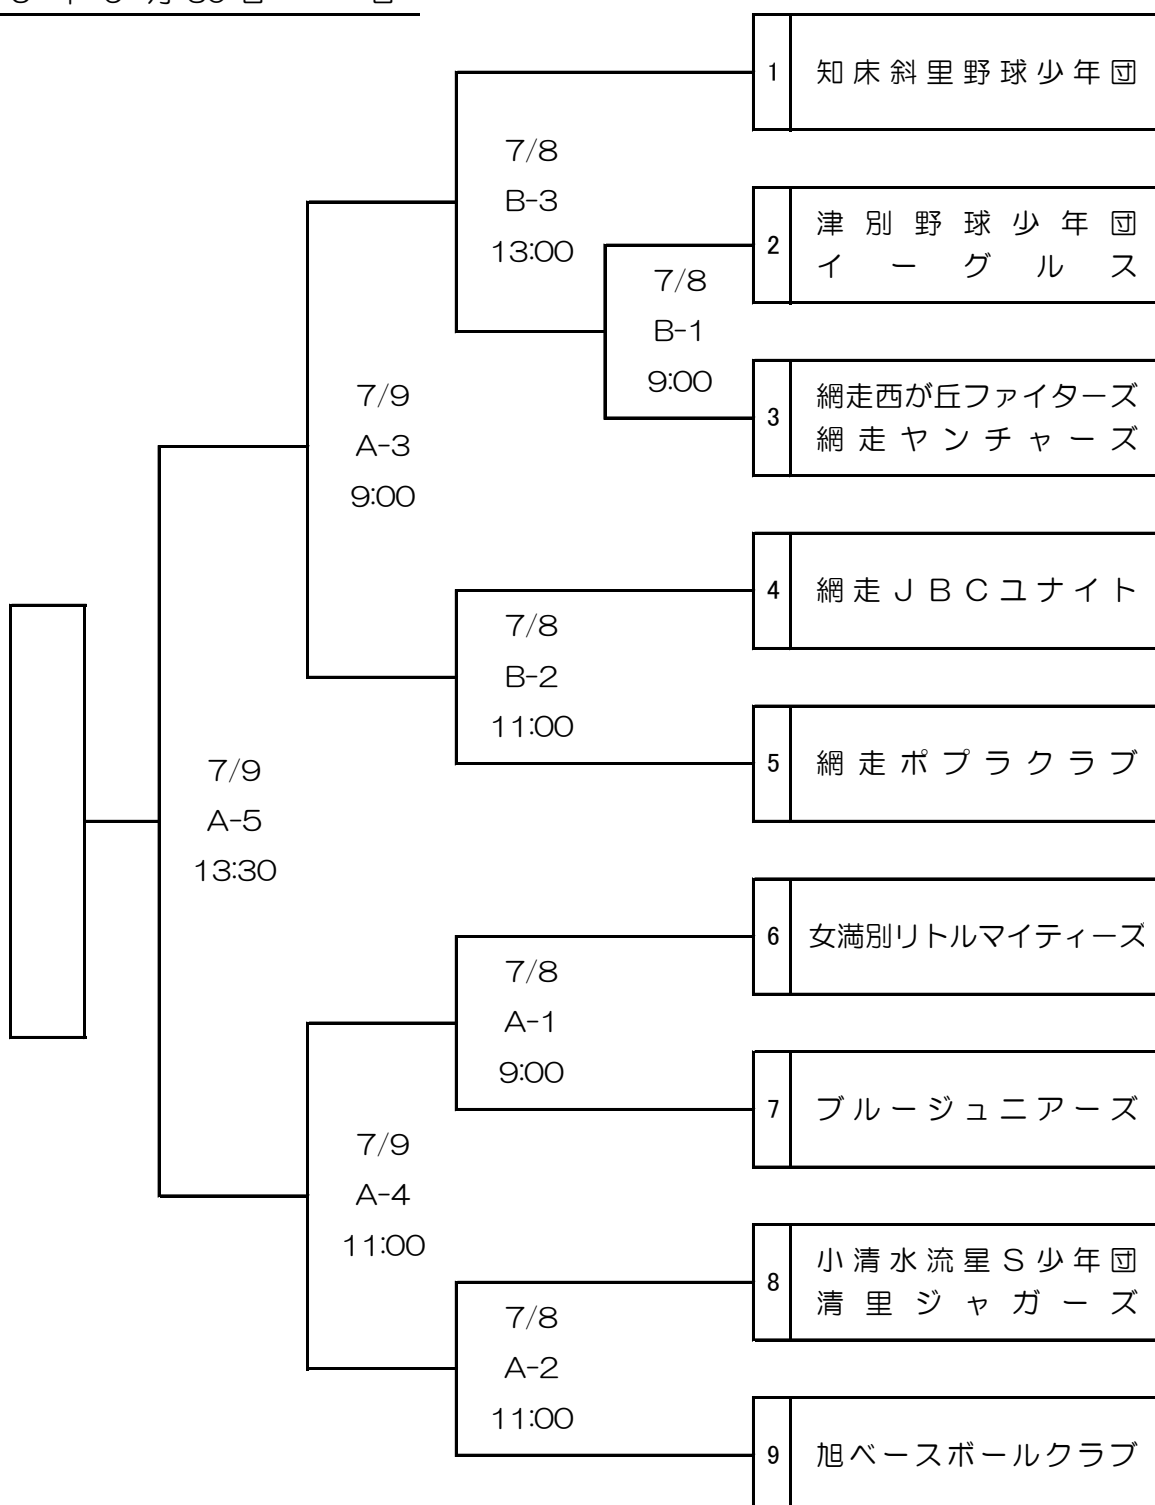 1 知床斜里野球少年団
7/8
B-3
13:00
2 津別野球少年団
イーグルス
7/8
B-1
9:00
3 網走西が丘ファイターズ
網走ヤンチャーズ
7/9
A-3
9:00
4 網走JBCユナイト
7/8
B-2
11:00
5 網走ポプラクラブ
7/9
A-5
13:30
6 女満別リトルマイティーズ
7/8
A-1
9:00
7 ブルージュニアーズ
7/9
A-4
11:00
8 小清水流星S少年団
清里ジャガーズ
7/8
A-2
11:00
9 旭ベースボールクラブ